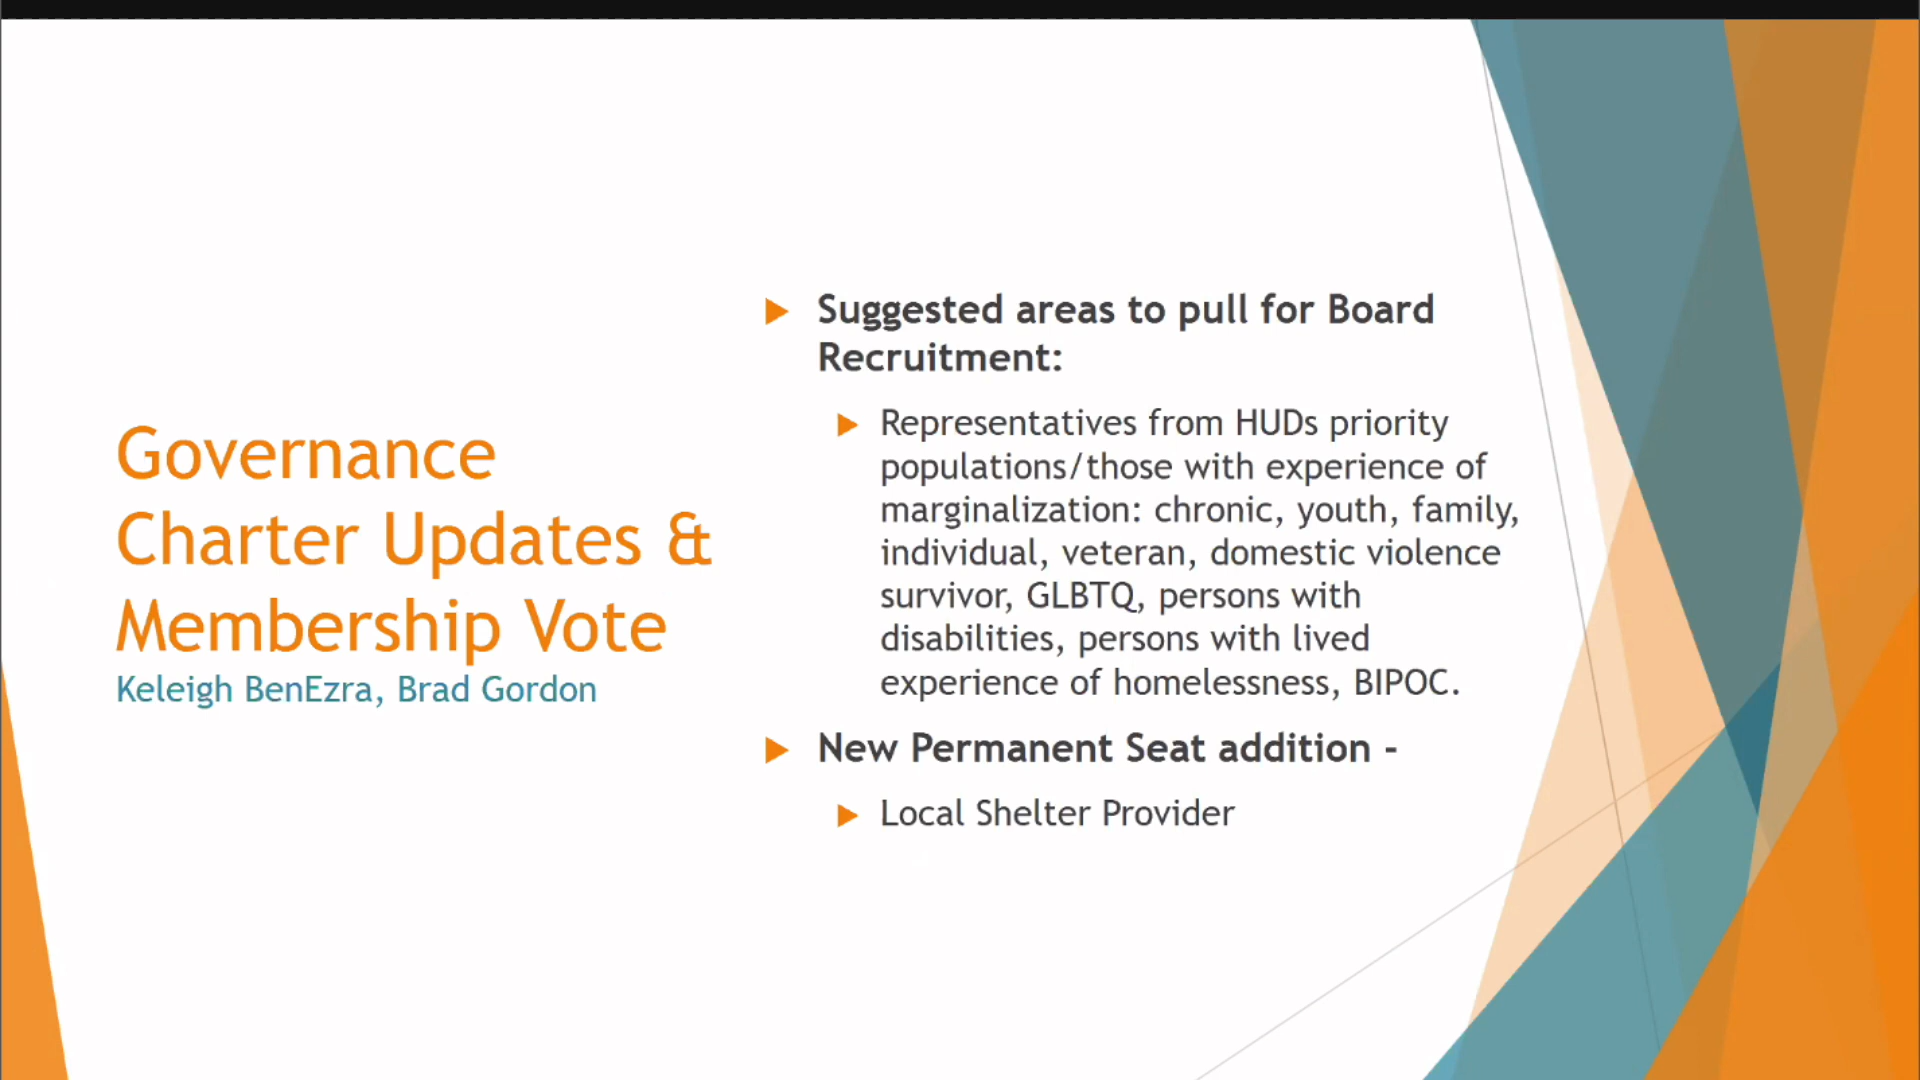 Governance
Charter Updates &
Membership Vote
Keleigh BenEzra, Brad Gordon
Suggested areas to pull for Board
Recruitment:
Representatives from HUDs priority
populations/those with experience of
marginalization: chronic, youth, family,
individual, veteran, domestic violence
survivor, GLBTQ, persons with
disabilities, persons with lived
experience of homelessness, BIPOC.
New Permanent Seat addition -
Local Shelter Provider